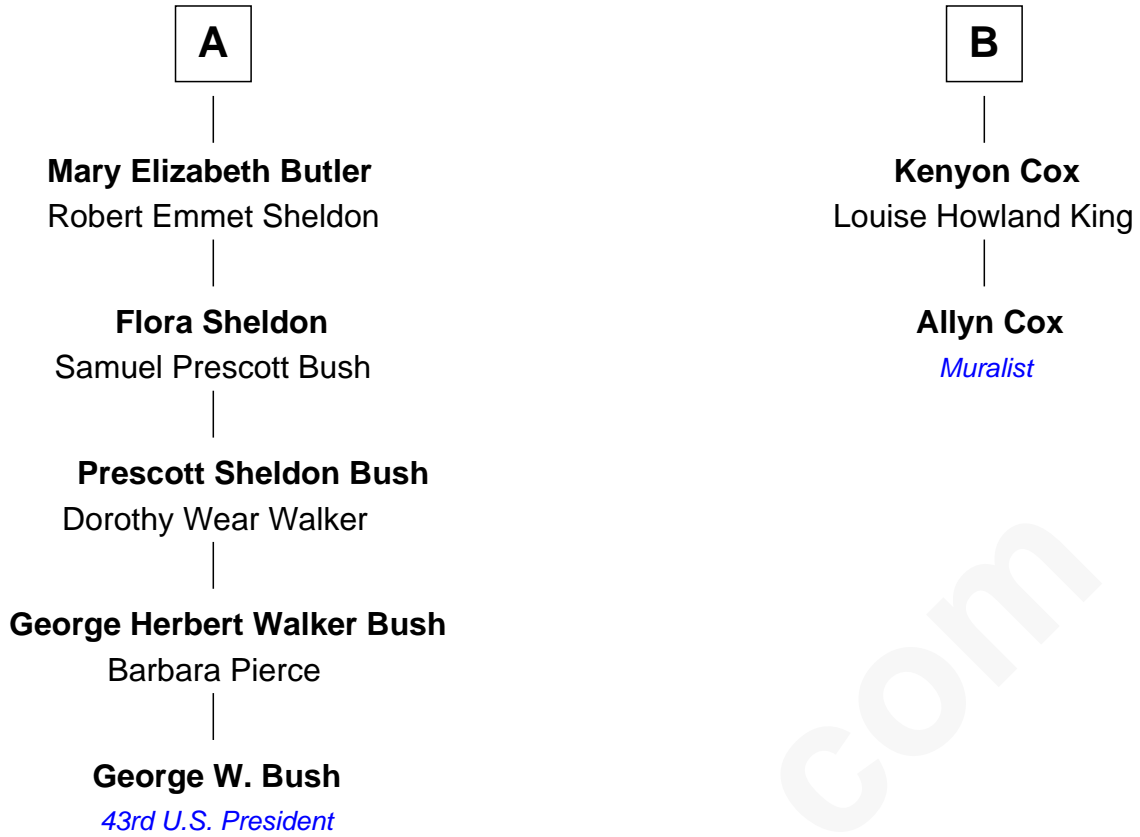 A
Mary Elizabeth Butler
Robert Emmet Sheldon
Flora Sheldon
Samuel Prescott Bush
Prescott Sheldon Bush
Dorothy Wear Walker
George Herbert Walker Bush
Barbara Pierce
George W. Bush
43rd U.S. President
B
Kenyon Cox
Louise Howland King
Allyn Cox
Muralist
com